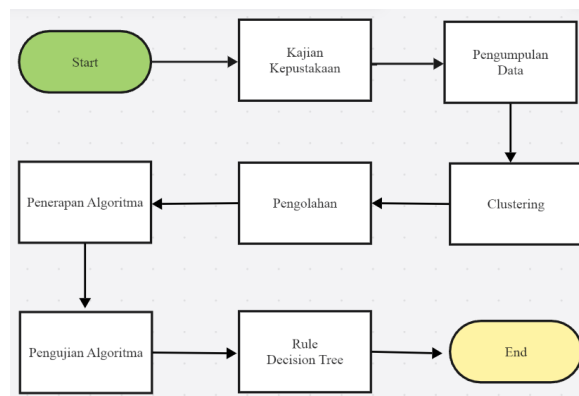 Start
Kajian
Kepustakaan
Pengumpulan
Data
Penerapan Algoritma
Pengolahan
Clustering
Pengujian Algoritma
Rule
Decision Tree
End